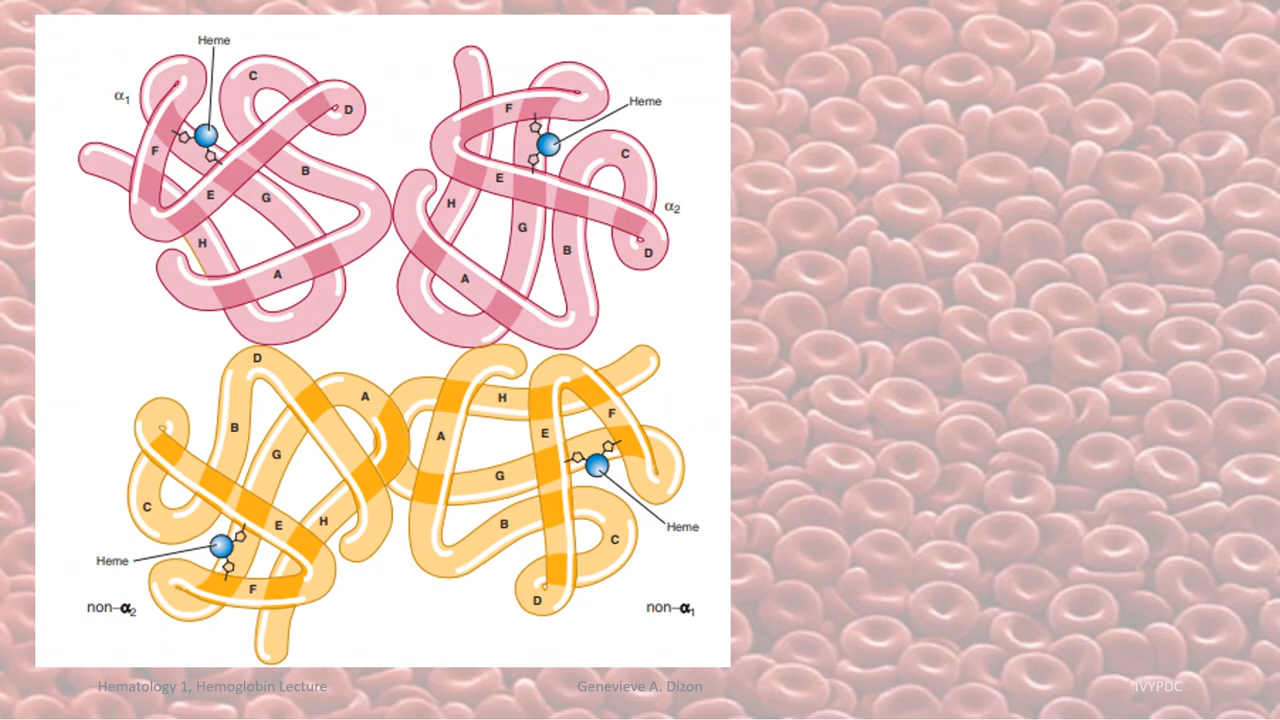 Heme
α1
C
D
F
B
E
G
H
A
F
Heme
C
E
α2
H
G
B
D
A
D
A
B
G
C
E
H
Heme
F
non–α2
H
F
A
E
G
B
Heme
C
D
non–α1
Hematology 1, Hemoglobin Lecture
Genevieve A. Dizon
IVYPDC